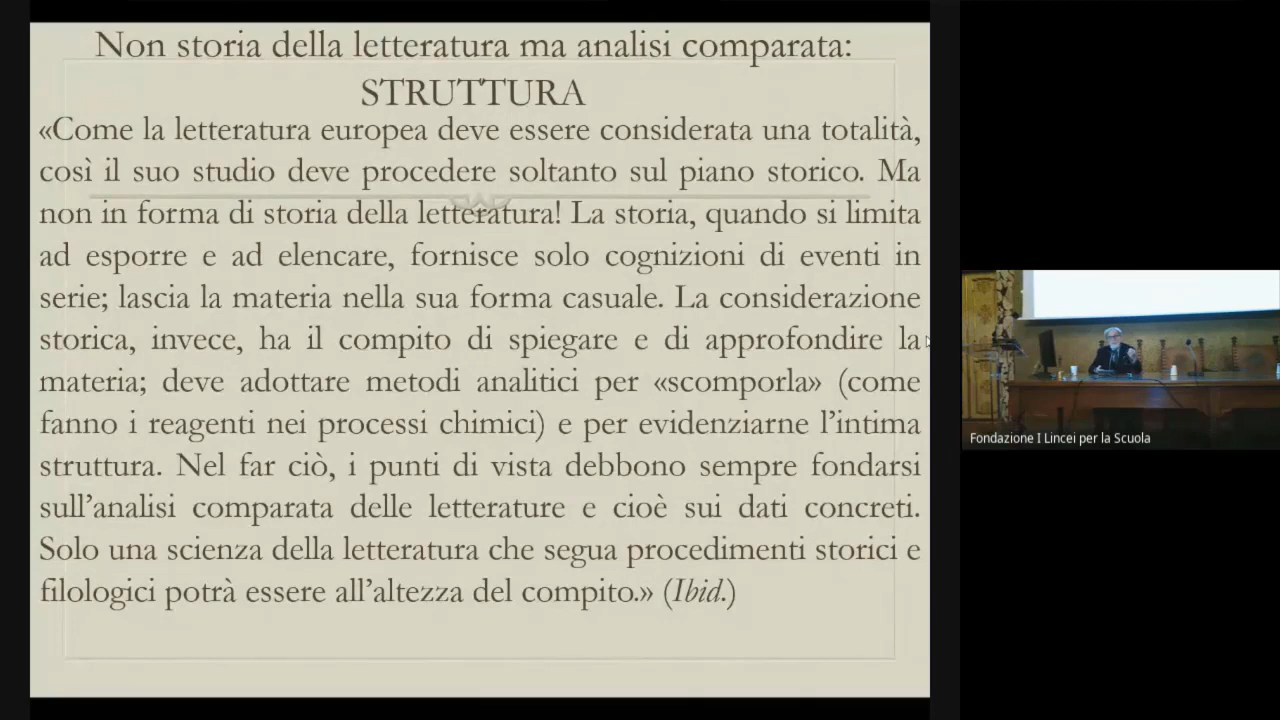 Non storia della letteratura ma analisi comparata:
STRUTTURA
«Come la letteratura europea deve essere considerata una totalità,
così il suo studio deve procedere soltanto sul piano storico. Ma
non in forma di storia della letteratura! La storia, quando si limita
ad esporre e ad elencare, fornisce solo cognizioni di eventi in
serie; lascia la materia nella sua forma casuale. La considerazione
storica, invece, ha il compito di spiegare e di approfondire la
materia; deve adottare metodi analitici per «scomporla» (come
fanno i reagenti nei processi chimici) e per evidenziarne l’intima
struttura. Nel far ciò, i punti di vista debbono sempre fondarsi
sull’analisi comparata delle letterature e cioè sui dati concreti.
Solo una scienza della letteratura che segua procedimenti storici e
filologici potrà essere all’altezza del compito.» (Ibid.)
Fondazione I Lincei per la Scuola